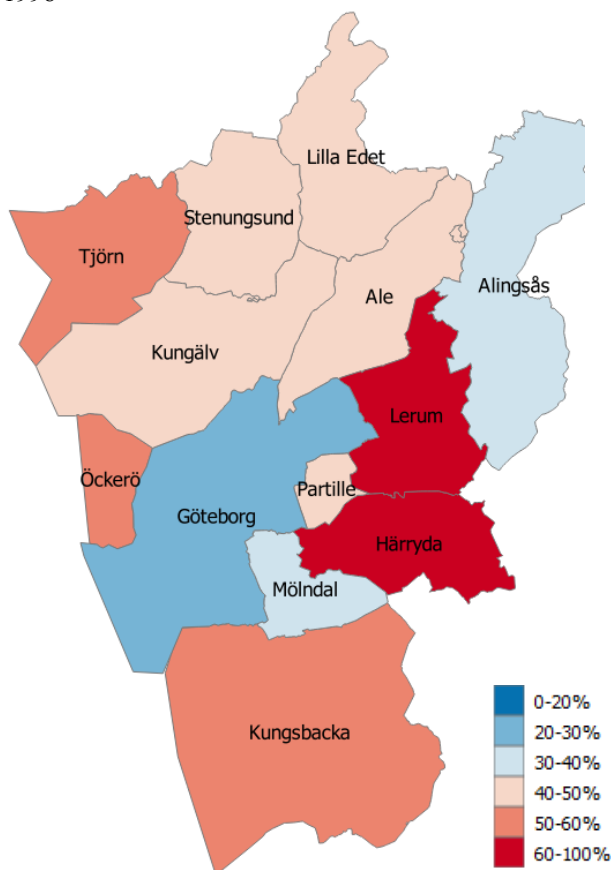 1998
Lilla Edet
Stenungsund
Tjörn
Alingsås
Ale
Kungälv
Lerum
Öckerö
Partille
Göteborg
Härryda
Mölndal
Kungsbacka
0-20%
20-30%
30-40%
40-50%
50-60%
60-100%